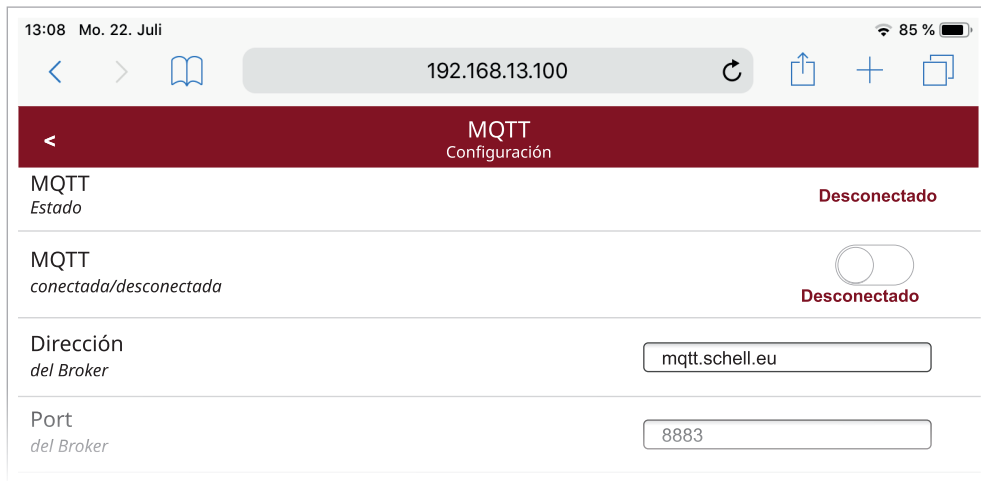 13:08 Mo. 22. Juli 85 %
192.168.13.100
<
MQTT
Configuración
MQTT
Estado
Desconectado
MQTT
conectada/desconectada
Desconectado
Dirección
del Broker
mqtt.schell.eu
Port
del Broker
8883